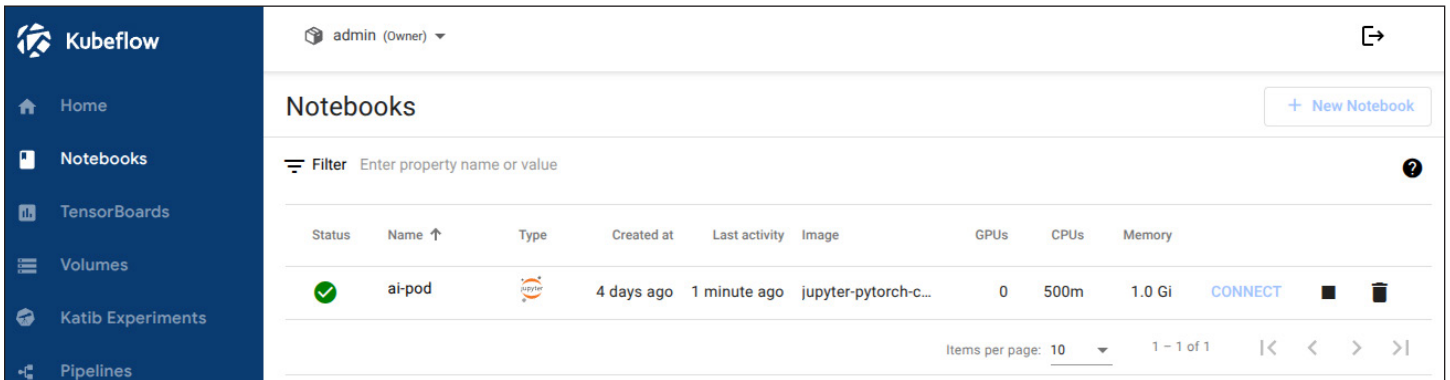 Kubeflow
admin (Owner)
Home
Notebooks
+ New Notebook
Notebooks
Filter Enter property name or value
TensorBoards
Status Name Type Created at Last activity Image GPUs CPUs Memory
Volumes
ai-pod jupyter 4 days ago 1 minute ago jupyter-pytorch-c... 0 500m 1.0 Gi CONNECT
Katib Experiments
Items per page: 10 1 – 1 of 1
Pipelines